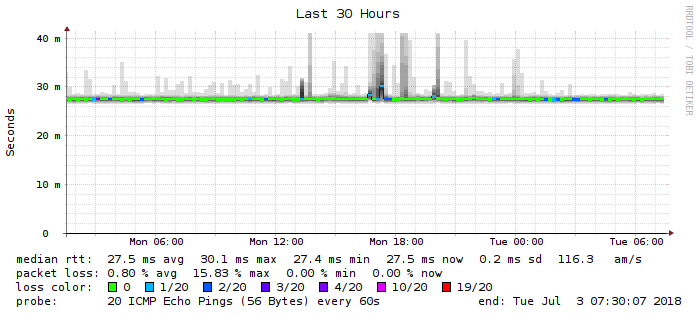 Last 30 Hours
RRDTOOL / TOBI OETIKER
Seconds
40 m
30 m
20 m
10 m
0
Mon 06:00 Mon 12:00 Mon 18:00 Tue 00:00 Tue 06:00
median rtt: 27.5 ms avg 30.1 ms max 27.4 ms min 27.5 ms now 0.2 ms sd 116.3 am/s
packet loss: 0.80 % avg 15.83 % max 0.00 % min 0.00 % now
loss color: 0 1/20 2/20 3/20 4/20 10/20 19/20
probe: 20 ICMP Echo Pings (56 Bytes) every 60s end: Tue Jul 3 07:30:07 2018